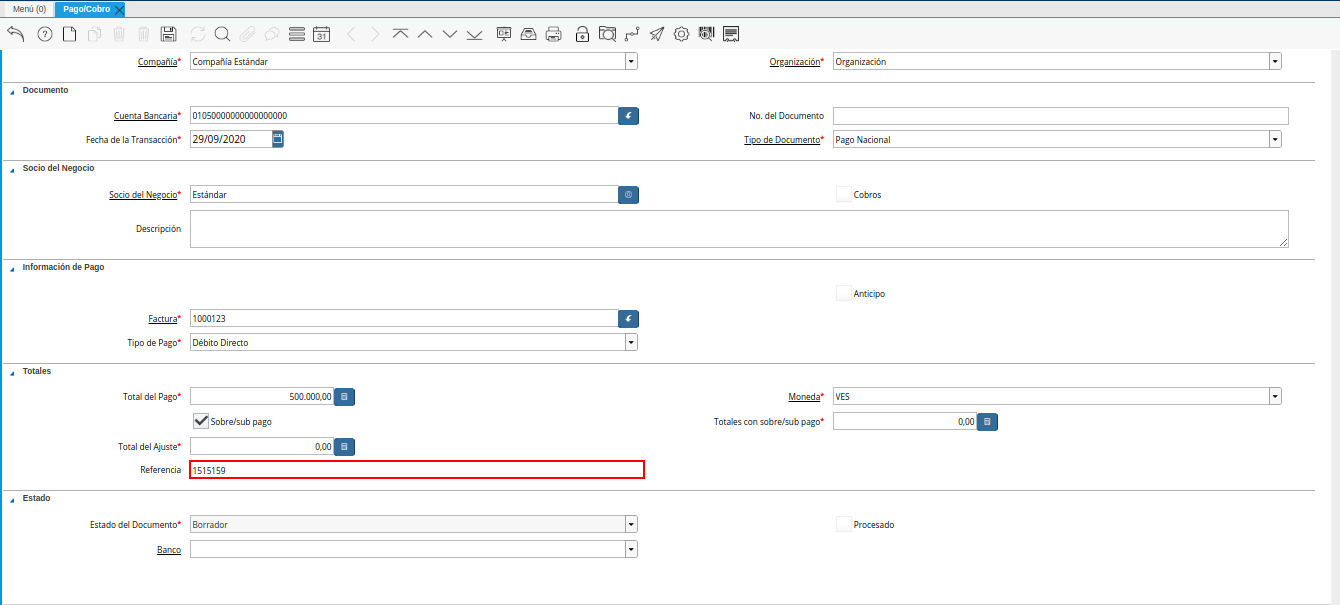 Menú (0) Pago/Cobro
31
Compañía* Compañía Estándar Organización* Organización
Documento
Cuenta Bancaria* 01050000000000000000 No. del Documento
Fecha de la Transacción* 29/09/2020 Tipo de Documento* Pago Nacional
Socio del Negocio
Socio del Negocio* Estándar Cobros
Descripción
Información de Pago
Anticipo
Factura* 1000123
Tipo de Pago* Débito Directo
Totales
Total del Pago* 500.000,00 Moneda* VES
Sobre/sub pago Totales con sobre/sub pago* 0,00
Total del Ajuste* 0,00
Referencia 1515159
Estado
Estado del Documento* Borrador Procesado
Banco